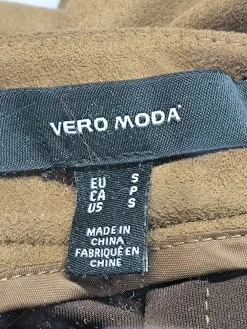 VERO MODA
EU S
CA P
US S
MADE IN
CHINA
FABRIQUÉ EN
CHINE